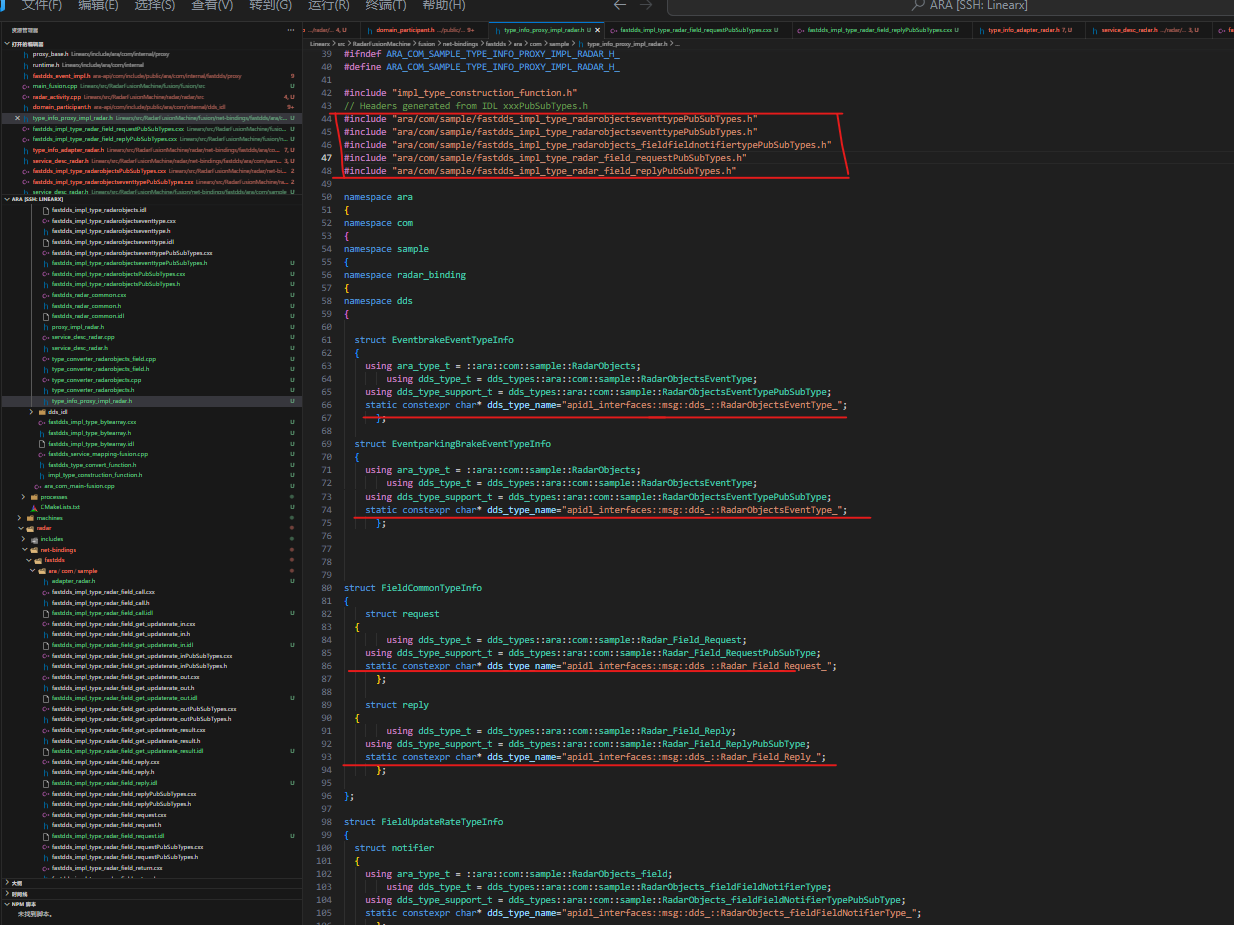 文件(F) 编辑(E) 选择(S) 查看(V) 转到(G) 运行(R) 终端(T) 帮助(H)
ARA [SSH: Linearx]
资源管理器
打开的编辑器
proxy_base.h Linearx/include/ara/com/internal/proxy
runtime.h Linearx/include/ara/com/internal
fastdds_event_impl.h ara-api/com/include/public/ara/com/internal/fastdds/proxy 9
main_fusion.cpp Linearx/src/RadarFusionMachine/fusion/src U
radar_activity.cpp Linearx/src/RadarFusionMachine/radar/src 4, U
domain_participant.h ara-api/com/include/public/ara/com/internal/dds_idl 9+
type_info_proxy_impl_radar.h Linearx/src/RadarFusionMachine/fusion/net-bindings/fastdds/ara/c... U
fastdds_impl_type_radar_field_requestPubSubTypes.cxx Linearx/src/RadarFusionMachine/fusio... U
fastdds_impl_type_radar_field_replyPubSubTypes.cxx Linearx/src/RadarFusionMachine/fusion/n... U
type_info_adapter_radar.h Linearx/src/RadarFusionMachine/radar/net-bindings/fastdds/ara/co... 7, U
service_desc_radar.h Linearx/src/RadarFusionMachine/radar/net-bindings/fastdds/ara/com/sam... 3, U
fastdds_impl_type_radarobjectsPubSubTypes.cxx Linearx/src/RadarFusionMachine/radar/net-bi... 2
fastdds_impl_type_radarobjectseventtypePubSubTypes.cxx Linearx/src/RadarFusionMachine/ra... 2
service_desc_radar.h Linearx/src/RadarFusionMachine/fusion/net-bindings/fastdds/ara/com/sample U
ARA [SSH: LINEARX]
fastdds_impl_type_radarobjects.idl
fastdds_impl_type_radarobjectseventtype.cxx
fastdds_impl_type_radarobjectseventtype.h
fastdds_impl_type_radarobjectseventtype.idl
fastdds_impl_type_radarobjectseventtypePubSubTypes.cxx
fastdds_impl_type_radarobjectseventtypePubSubTypes.h U
fastdds_impl_type_radarobjectsPubSubTypes.cxx U
fastdds_impl_type_radarobjectsPubSubTypes.h U
fastdds_radar_common.cxx U
fastdds_radar_common.h U
fastdds_radar_common.idl U
proxy_impl_radar.h U
service_desc_radar.cpp U
service_desc_radar.h U
type_converter_radarobjects_field.cpp U
type_converter_radarobjects_field.h U
type_converter_radarobjects.cpp U
type_converter_radarobjects.h U
type_info_proxy_impl_radar.h U
dds_idl
fastdds_impl_type_bytearray.cxx U
fastdds_impl_type_bytearray.h U
fastdds_impl_type_bytearray.idl U
fastdds_service_mapping-fusion.cpp U
fastdds_type_convert_function.h U
impl_type_construction_function.h U
ara_com_main-fusion.cpp U
processes
CMakeLists.txt U
machines
radar
includes
net-bindings
fastdds
ara / com / sample
adapter_radar.h U
fastdds_impl_type_radar_field_call.cxx
fastdds_impl_type_radar_field_call.h
fastdds_impl_type_radar_field_call.idl U
fastdds_impl_type_radar_field_get_updaterate_in.cxx
fastdds_impl_type_radar_field_get_updaterate_in.h
fastdds_impl_type_radar_field_get_updaterate_in.idl U
fastdds_impl_type_radar_field_get_updaterate_inPubSubTypes.cxx
fastdds_impl_type_radar_field_get_updaterate_inPubSubTypes.h
fastdds_impl_type_radar_field_get_updaterate_out.cxx
fastdds_impl_type_radar_field_get_updaterate_out.h
fastdds_impl_type_radar_field_get_updaterate_out.idl U
fastdds_impl_type_radar_field_get_updaterate_outPubSubTypes.cxx
fastdds_impl_type_radar_field_get_updaterate_outPubSubTypes.h
fastdds_impl_type_radar_field_get_updaterate_result.cxx
fastdds_impl_type_radar_field_get_updaterate_result.h
fastdds_impl_type_radar_field_get_updaterate_result.idl U
fastdds_impl_type_radar_field_reply.cxx
fastdds_impl_type_radar_field_reply.h
fastdds_impl_type_radar_field_reply.idl U
fastdds_impl_type_radar_field_replyPubSubTypes.cxx
fastdds_impl_type_radar_field_replyPubSubTypes.h
fastdds_impl_type_radar_field_request.cxx
fastdds_impl_type_radar_field_request.h
fastdds_impl_type_radar_field_request.idl U
fastdds_impl_type_radar_field_requestPubSubTypes.cxx
fastdds_impl_type_radar_field_requestPubSubTypes.h
fastdds_impl_type_radar_field_return.cxx
大纲
时间线
NPM 脚本
未找到脚本。
.../radar/... 4, U domain_participant.h .../public/... 9+ type_info_proxy_impl_radar.h U fastdds_impl_type_radar_field_requestPubSubTypes.cxx U fastdds_impl_type_radar_field_replyPubSubTypes.cxx U type_info_adapter_radar.h 7, U service_desc_radar.h .../radar/... 3, U
Linearx > src > RadarFusionMachine > fusion > net-bindings > fastdds > ara > com > sample > type_info_proxy_impl_radar.h > ...
39 #ifndef ARA_COM_SAMPLE_TYPE_INFO_PROXY_IMPL_RADAR_H_
40 #define ARA_COM_SAMPLE_TYPE_INFO_PROXY_IMPL_RADAR_H_
41
42 #include "impl_type_construction_function.h"
43 // Headers generated from IDL xxxPubSubTypes.h
44 #include "ara/com/sample/fastdds_impl_type_radarobjectseventtypePubSubTypes.h"
45 #include "ara/com/sample/fastdds_impl_type_radarobjectseventtypePubSubTypes.h"
46 #include "ara/com/sample/fastdds_impl_type_radarobjects_fieldfieldnotifiertypePubSubTypes.h"
47 #include "ara/com/sample/fastdds_impl_type_radar_field_requestPubSubTypes.h"
48 #include "ara/com/sample/fastdds_impl_type_radar_field_replyPubSubTypes.h"
49
50 namespace ara
51 {
52 namespace com
53 {
54 namespace sample
55 {
56 namespace radar_binding
57 {
58 namespace dds
59 {
60
61 struct EventbrakeEventTypeInfo
62 {
63 using ara_type_t = ::ara::com::sample::RadarObjects;
64 using dds_type_t = dds_types::ara::com::sample::RadarObjectsEventType;
65 using dds_type_support_t = dds_types::ara::com::sample::RadarObjectsEventTypePubSubType;
66 static constexpr char* dds_type_name="apidl_interfaces::msg::dds_::RadarObjectsEventType_";
67 };
68
69 struct EventparkingBrakeEventTypeInfo
70 {
71 using ara_type_t = ::ara::com::sample::RadarObjects;
72 using dds_type_t = dds_types::ara::com::sample::RadarObjectsEventType;
73 using dds_type_support_t = dds_types::ara::com::sample::RadarObjectsEventTypePubSubType;
74 static constexpr char* dds_type_name="apidl_interfaces::msg::dds_::RadarObjectsEventType_";
75 };
76
77
78
79
80 struct FieldCommonTypeInfo
81 {
82 struct request
83 {
84 using dds_type_t = dds_types::ara::com::sample::Radar_Field_Request;
85 using dds_type_support_t = dds_types::ara::com::sample::Radar_Field_RequestPubSubType;
86 static constexpr char* dds_type_name="apidl_interfaces::msg::dds_::Radar_Field_Request_";
87 };
88
89 struct reply
90 {
91 using dds_type_t = dds_types::ara::com::sample::Radar_Field_Reply;
92 using dds_type_support_t = dds_types::ara::com::sample::Radar_Field_ReplyPubSubType;
93 static constexpr char* dds_type_name="apidl_interfaces::msg::dds_::Radar_Field_Reply_";
94 };
95
96 };
97
98 struct FieldUpdateRateTypeInfo
99 {
100 struct notifier
101 {
102 using ara_type_t = ::ara::com::sample::RadarObjects_field;
103 using dds_type_t = dds_types::ara::com::sample::RadarObjects_fieldFieldNotifierType;
104 using dds_type_support_t = dds_types::ara::com::sample::RadarObjects_fieldFieldNotifierTypePubSubType;
105 static constexpr char* dds_type_name="apidl_interfaces::msg::dds_::RadarObjects_fieldFieldNotifierType_";